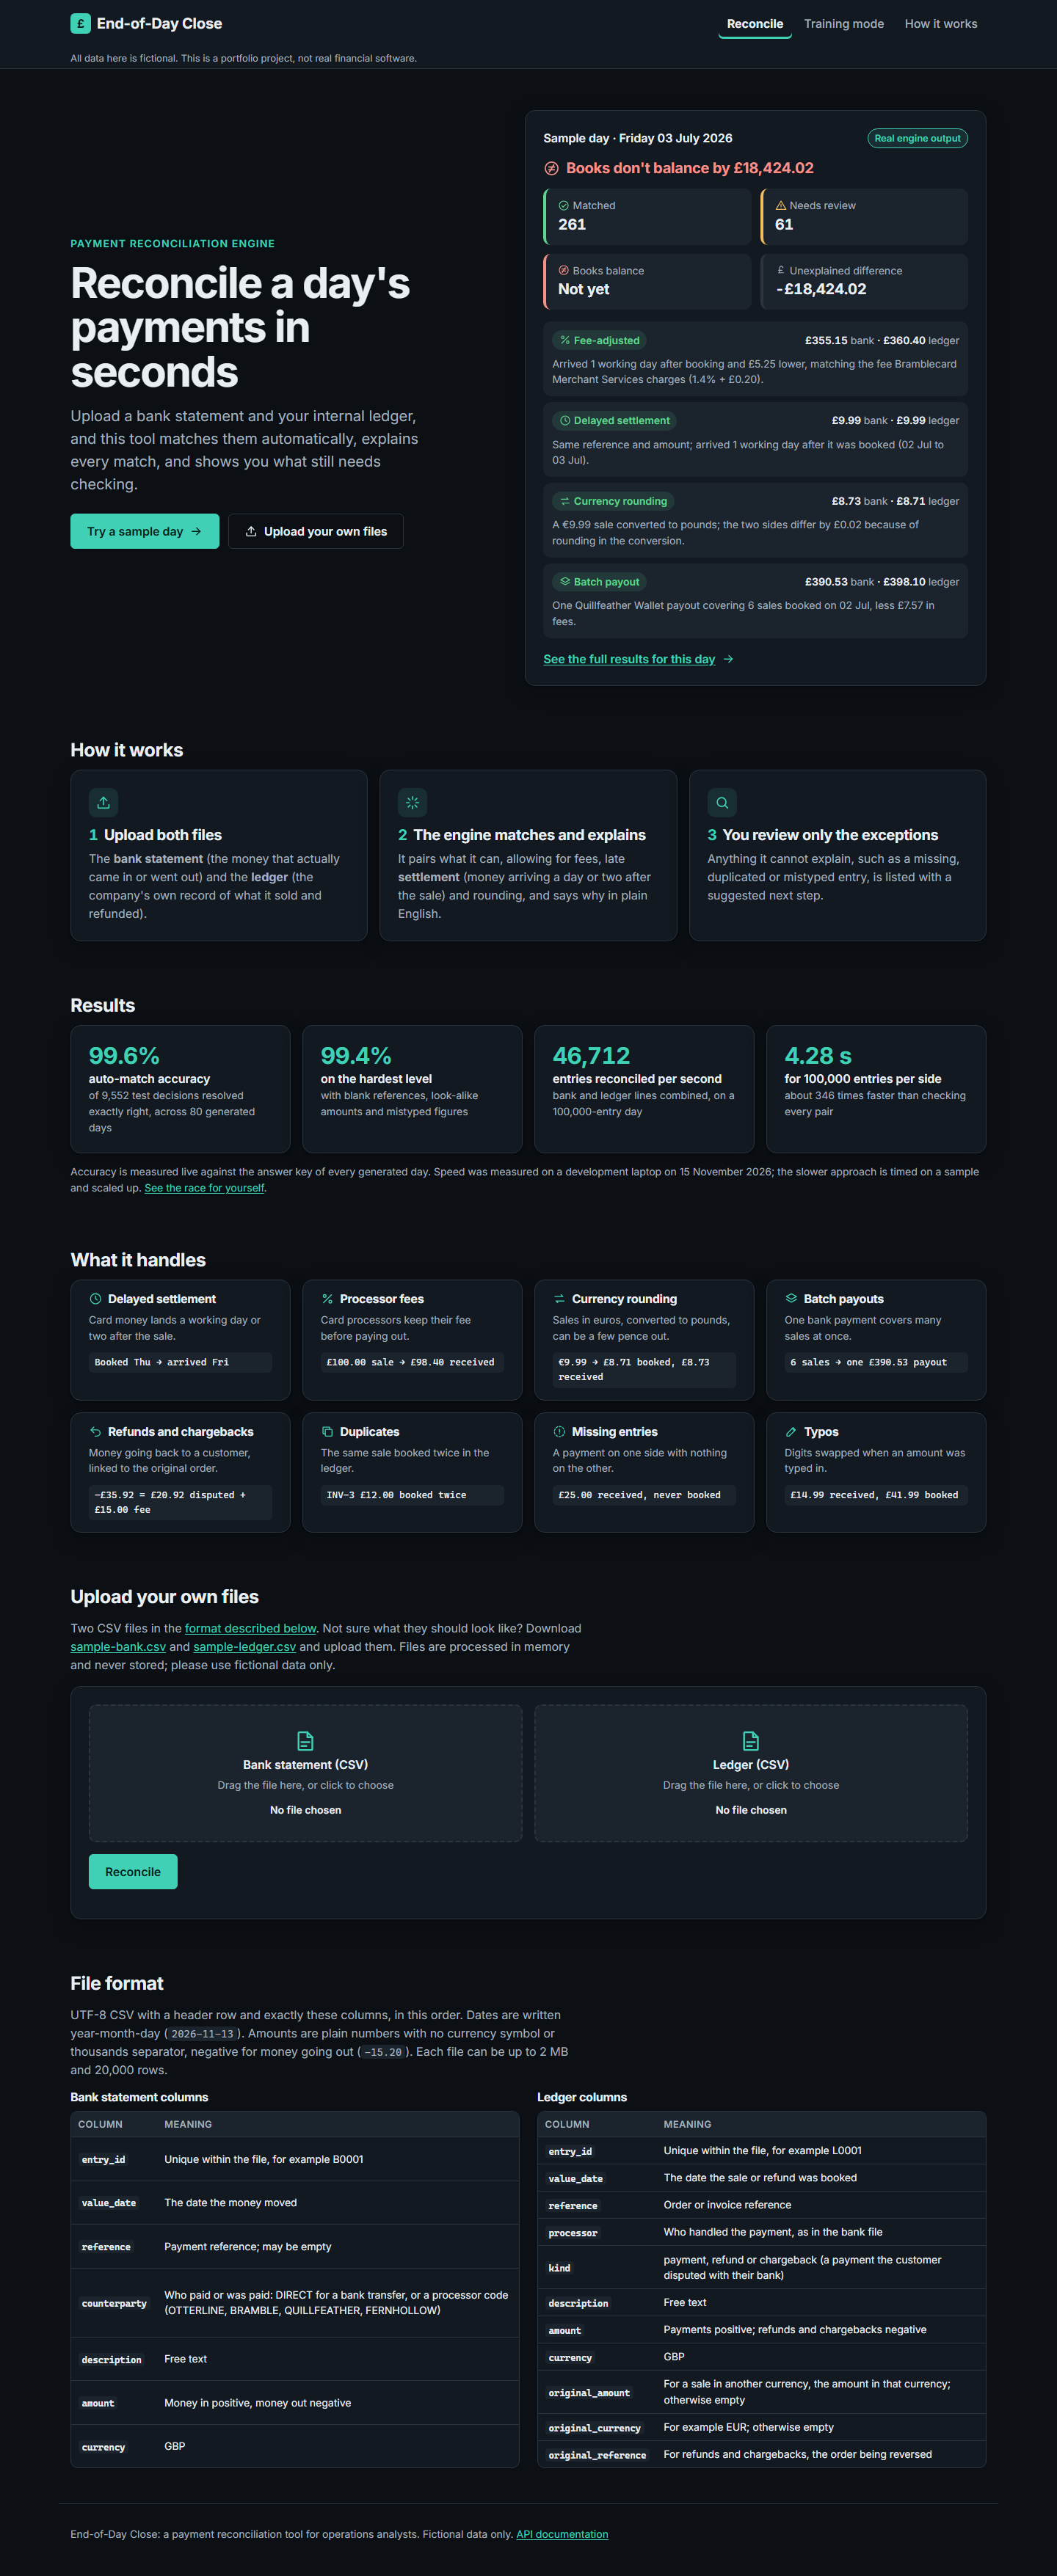 £ End-of-Day Close
Reconcile Training mode How it works
All data here is fictional. This is a portfolio project, not real financial software.
PAYMENT RECONCILIATION ENGINE
Reconcile a day's
payments in
seconds
Upload a bank statement and your internal ledger,
and this tool matches them automatically, explains
every match, and shows you what still needs
checking.
Try a sample day →
Upload your own files
Sample day · Friday 03 July 2026
Real engine output
Books don't balance by £18,424.02
Matched
261
Needs review
61
Books balance
Not yet
£ Unexplained difference
-£18,424.02
Fee-adjusted
£355.15 bank · £360.40 ledger
Arrived 1 working day after booking and £5.25 lower, matching the fee Bramblecard
Merchant Services charges (1.4% + £0.20).
Delayed settlement
£9.99 bank · £9.99 ledger
Same reference and amount; arrived 1 working day after it was booked (02 Jul to
03 Jul).
Currency rounding
£8.73 bank · £8.71 ledger
A €9.99 sale converted to pounds; the two sides differ by £0.02 because of
rounding in the conversion.
Batch payout
£390.53 bank · £398.10 ledger
One Quillfeather Wallet payout covering 6 sales booked on 02 Jul, less £7.57 in
fees.
See the full results for this day →
How it works
1 Upload both files
The bank statement (the money that actually
came in or went out) and the ledger (the
company's own record of what it sold and
refunded).
2 The engine matches and explains
It pairs what it can, allowing for fees, late
settlement (money arriving a day or two after
the sale) and rounding, and says why in plain
English.
3 You review only the exceptions
Anything it cannot explain, such as a missing,
duplicated or mistyped entry, is listed with a
suggested next step.
Results
99.6%
auto-match accuracy
of 9,552 test decisions resolved
exactly right, across 80 generated
days
99.4%
on the hardest level
with blank references, look-alike
amounts and mistyped figures
46,712
entries reconciled per second
bank and ledger lines combined, on a
100,000-entry day
4.28 s
for 100,000 entries per side
about 346 times faster than checking
every pair
Accuracy is measured live against the answer key of every generated day. Speed was measured on a development laptop on 15 November 2026; the slower approach is timed on a sample
and scaled up. See the race for yourself.
What it handles
Delayed settlement
Card money lands a working day or
two after the sale.
Booked Thu → arrived Fri
Processor fees
Card processors keep their fee
before paying out.
£100.00 sale → £98.40 received
Currency rounding
Sales in euros, converted to pounds,
can be a few pence out.
€9.99 → £8.71 booked, £8.73
received
Batch payouts
One bank payment covers many
sales at once.
6 sales → one £390.53 payout
Refunds and chargebacks
Money going back to a customer,
linked to the original order.
-£35.92 = £20.92 disputed +
£15.00 fee
Duplicates
The same sale booked twice in the
ledger.
INV-3 £12.00 booked twice
Missing entries
A payment on one side with nothing
on the other.
£25.00 received, never booked
Typos
Digits swapped when an amount was
typed in.
£14.99 received, £41.99 booked
Upload your own files
Two CSV files in the format described below. Not sure what they should look like? Download
sample-bank.csv and sample-ledger.csv and upload them. Files are processed in memory
and never stored; please use fictional data only.
Bank statement (CSV)
Drag the file here, or click to choose
No file chosen
Ledger (CSV)
Drag the file here, or click to choose
No file chosen
Reconcile
File format
UTF-8 CSV with a header row and exactly these columns, in this order. Dates are written
year-month-day (2026-11-13). Amounts are plain numbers with no currency symbol or
thousands separator, negative for money going out (-15.20). Each file can be up to 2 MB
and 20,000 rows.
Bank statement columns
COLUMN MEANING
entry_id Unique within the file, for example B0001
value_date The date the money moved
reference Payment reference; may be empty
counterparty Who paid or was paid: DIRECT for a bank transfer, or a processor code
(OTTERLINE, BRAMBLE, QUILLFEATHER, FERNHOLLOW)
description Free text
amount Money in positive, money out negative
currency GBP
Ledger columns
COLUMN MEANING
entry_id Unique within the file, for example L0001
value_date The date the sale or refund was booked
reference Order or invoice reference
processor Who handled the payment, as in the bank file
kind payment, refund or chargeback (a payment the customer
disputed with their bank)
description Free text
amount Payments positive; refunds and chargebacks negative
currency GBP
original_amount For a sale in another currency, the amount in that currency;
otherwise empty
original_currency For example EUR; otherwise empty
original_reference For refunds and chargebacks, the order being reversed
End-of-Day Close: a payment reconciliation tool for operations analysts. Fictional data only. API documentation